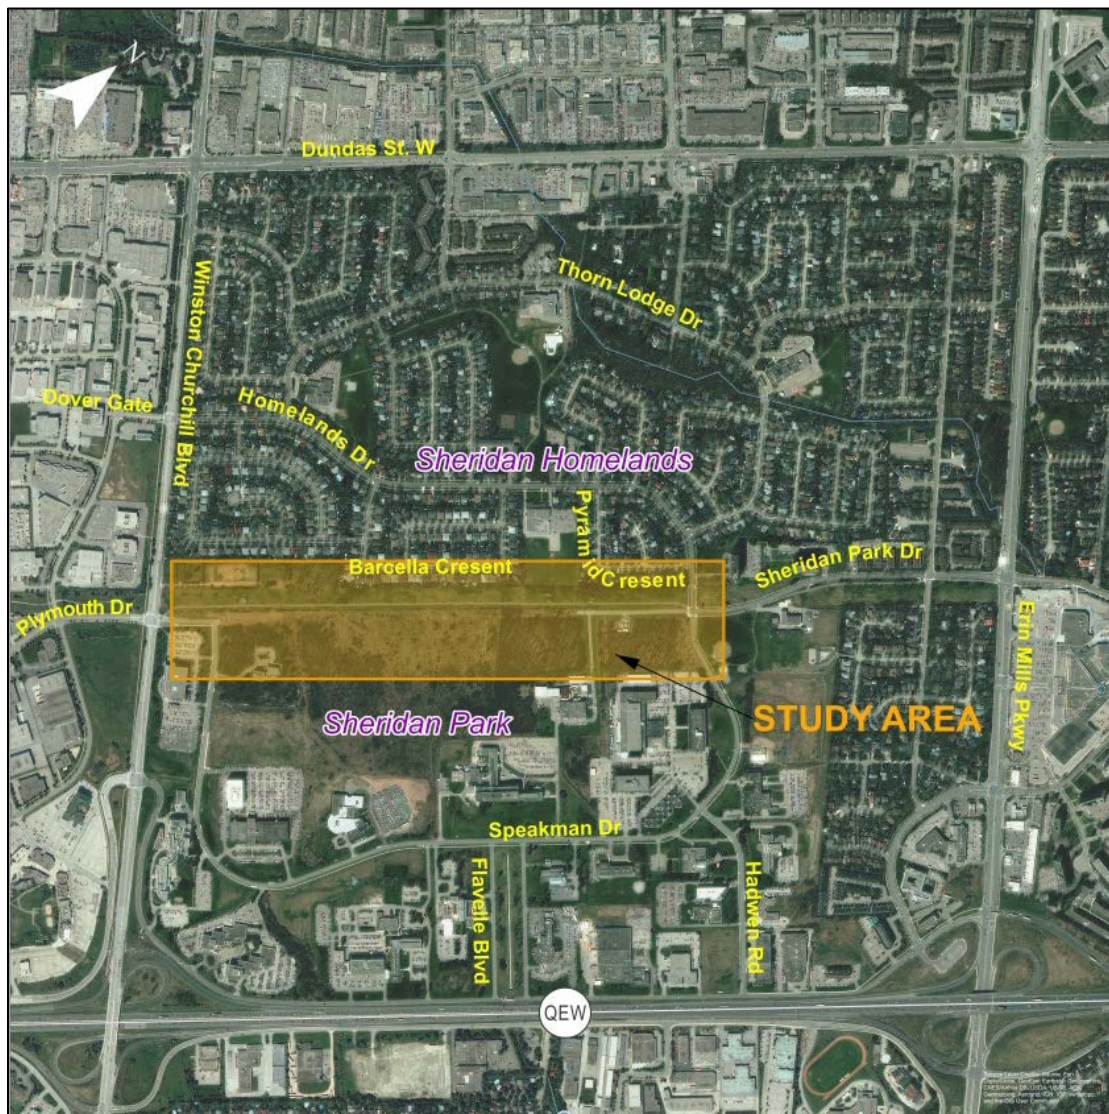 N
Dundas St. W
Thorn Lodge Dr
Winston Churchill Blvd
Dover Gate
Homelands Dr
Sheridan Homelands
Pyramid Cresent
Barcella Cresent
Sheridan Park Dr
Plymouth Dr
Erin Mills Pkwy
Sheridan Park
STUDY AREA
Speakman Dr
Flavelle Blvd
Hadwen Rd
QEW